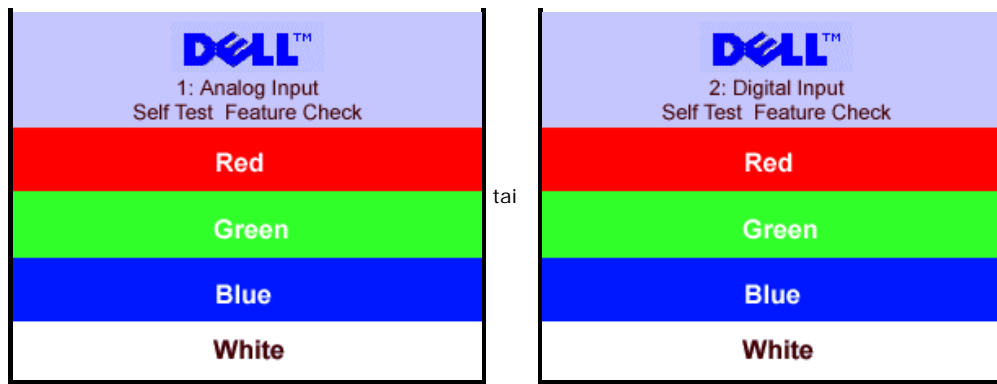 DELL™
1: Analog Input
Self Test Feature Check
Red
Green
Blue
White
tai
DELL™
2: Digital Input
Self Test Feature Check
Red
Green
Blue
White